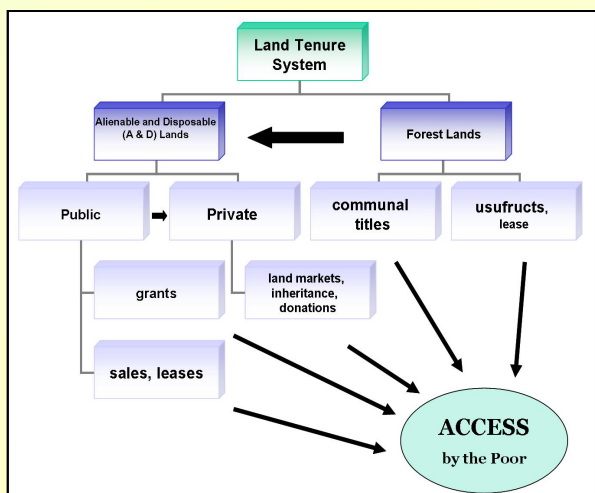 Land Tenure
System
Alienable and Disposable
(A & D) Lands
Forest Lands
Public
Private
communal
titles
usufructs,
lease
grants
land markets,
inheritance,
donations
sales, leases
ACCESS
by the Poor